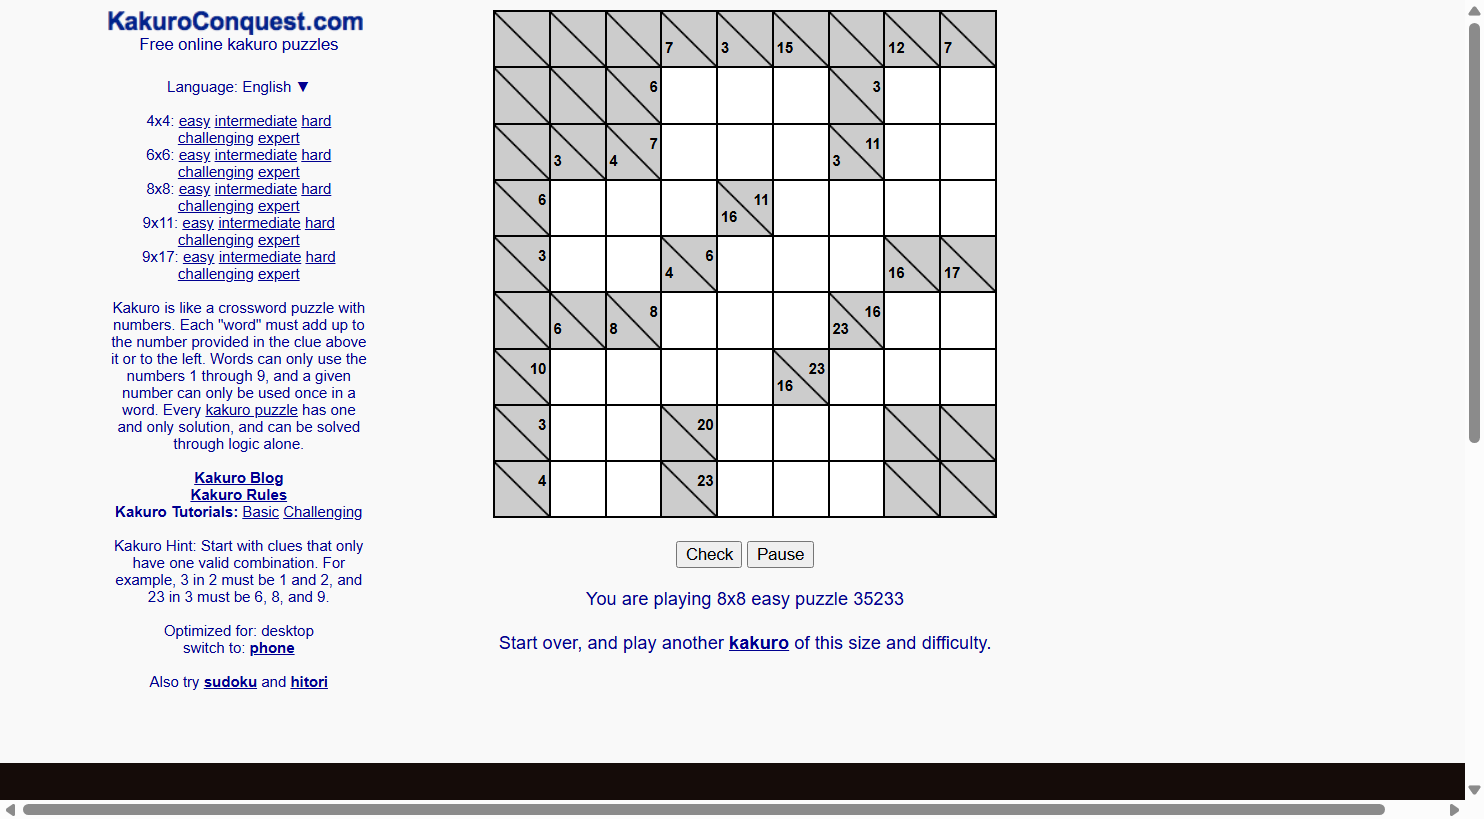 KakuroConquest.com
Free online kakuro puzzles
Language: English ▼
4x4: easy intermediate hard
challenging expert
6x6: easy intermediate hard
challenging expert
8x8: easy intermediate hard
challenging expert
9x11: easy intermediate hard
challenging expert
9x17: easy intermediate hard
challenging expert
Kakuro is like a crossword puzzle with
numbers. Each "word" must add up to
the number provided in the clue above
it or to the left. Words can only use the
numbers 1 through 9, and a given
number can only be used once in a
word. Every kakuro puzzle has one
and only solution, and can be solved
through logic alone.
Kakuro Blog
Kakuro Rules
Kakuro Tutorials: Basic Challenging
Kakuro Hint: Start with clues that only
have one valid combination. For
example, 3 in 2 must be 1 and 2, and
23 in 3 must be 6, 8, and 9.
Optimized for: desktop
switch to: phone
Also try sudoku and hitori
7 3 15 12 7
6 3
3 4 7 3 11
6 16 11
3 4 6 16 17
6 8 8 23 16
10 16 23
3 20
4 23
Check Pause
You are playing 8x8 easy puzzle 35233
Start over, and play another kakuro of this size and difficulty.